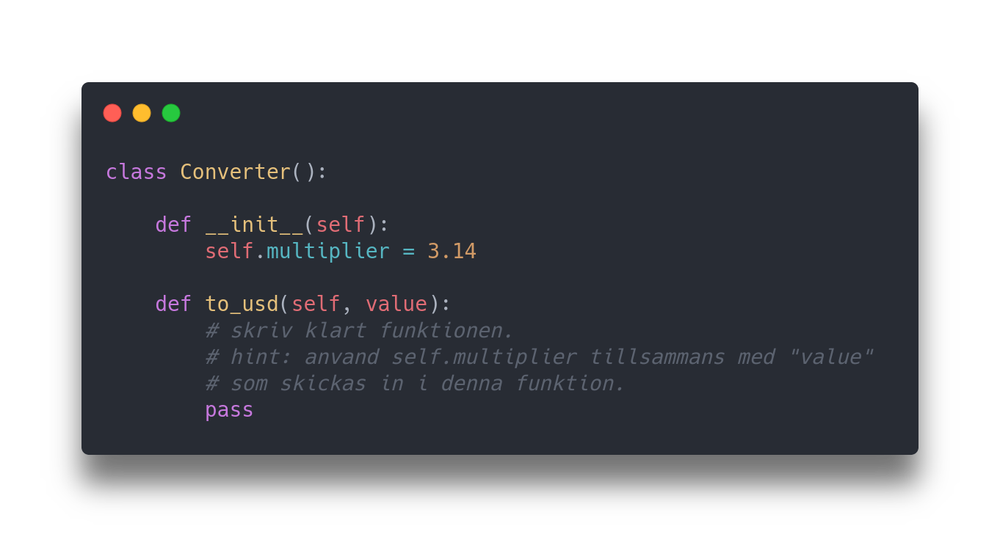 class Converter():
    def __init__(self):
        self.multiplier = 3.14
    def to_usd(self, value):
        # skriv klart funktionen.
        # hint: anvand self.multiplier tillsammans med "value"
        # som skickas in i denna funktion.
        pass